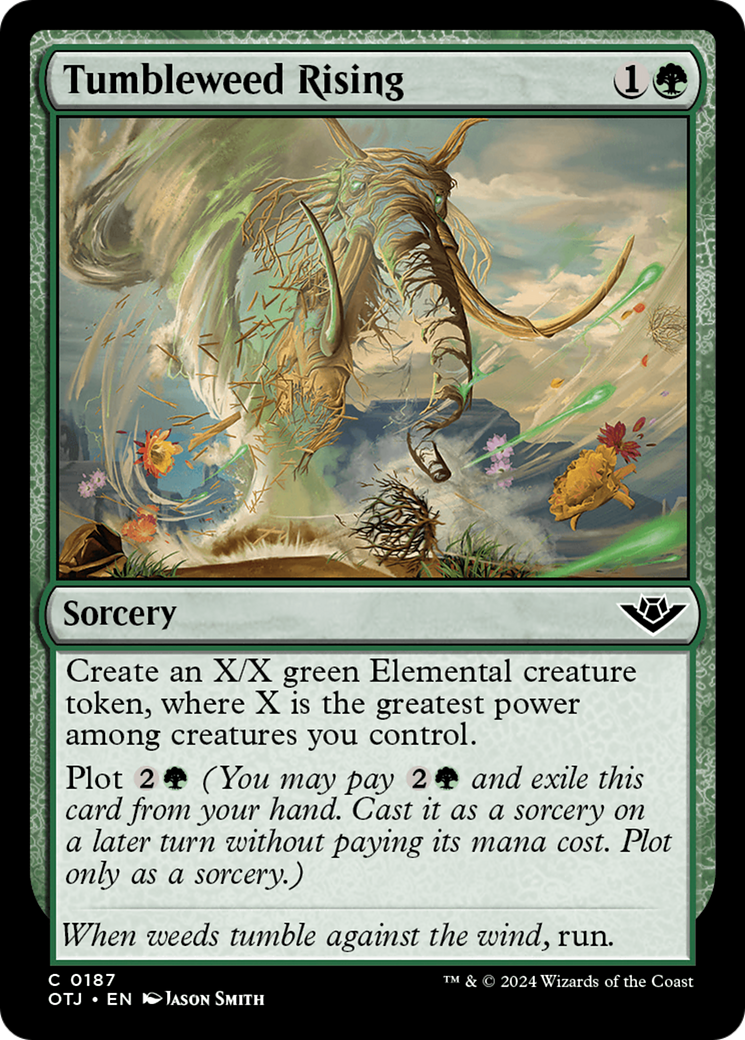 Tumbleweed Rising 1
Sorcery
Create an X/X green Elemental creature
token, where X is the greatest power
among creatures you control.
Plot 2 (You may pay 2 and exile this
card from your hand. Cast it as a sorcery on
a later turn without paying its mana cost. Plot
only as a sorcery.)
When weeds tumble against the wind, run.
C 0187
OTJ • EN Jason Smith
™ & © 2024 Wizards of the Coast